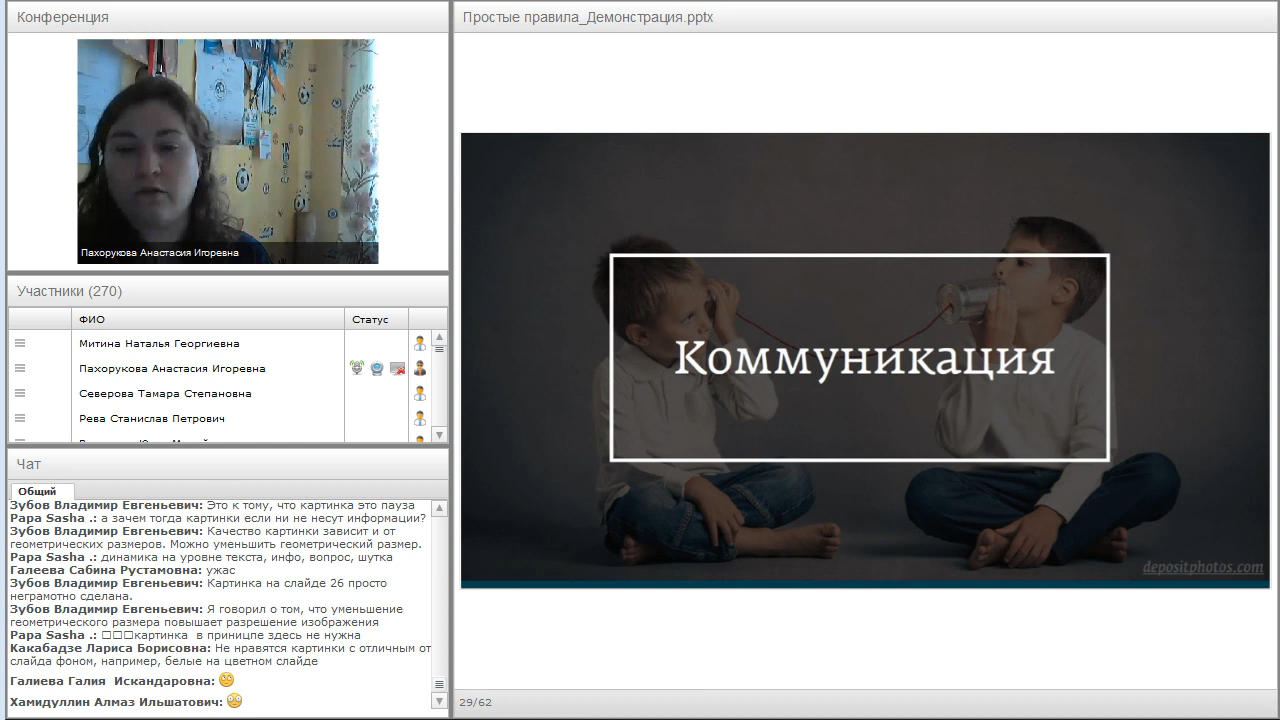 Конференция
Пахорукова Анастасия Игоревна
Участники (270)
ФИО
Статус
Митина Наталья Георгиевна
Пахорукова Анастасия Игоревна
Северова Тамара Степановна
Рева Станислав Петрович
Чат
Общий
Зубов Владимир Евгеньевич: Это к тому, что картинка это пауза
Papa Sasha .: а зачем тогда картинки если ни не несут информации?
Зубов Владимир Евгеньевич: Качество картинки зависит и от
геометрических размеров. Можно уменьшить геометрический размер.
Papa Sasha .: динамика на уровне текста, инфо, вопрос, шутка
Галеева Сабина Рустамовна: ужас
Зубов Владимир Евгеньевич: Картинка на слайде 26 просто
неграмотно сделана.
Зубов Владимир Евгеньевич: Я говорил о том, что уменьшение
геометрического размера повышает разрешение изображения
Papa Sasha .: □□□картинка в приницпе здесь не нужна
Какабадзе Лариса Борисовна: Не нравятся картинки с отличным от
слайда фоном, например, белые на цветном слайде
Галиева Галия Искандаровна:
Хамидуллин Алмаз Ильшатович:
Простые правила_Демонстрация.pptx
Коммуникация
depositphotos.com
29/62